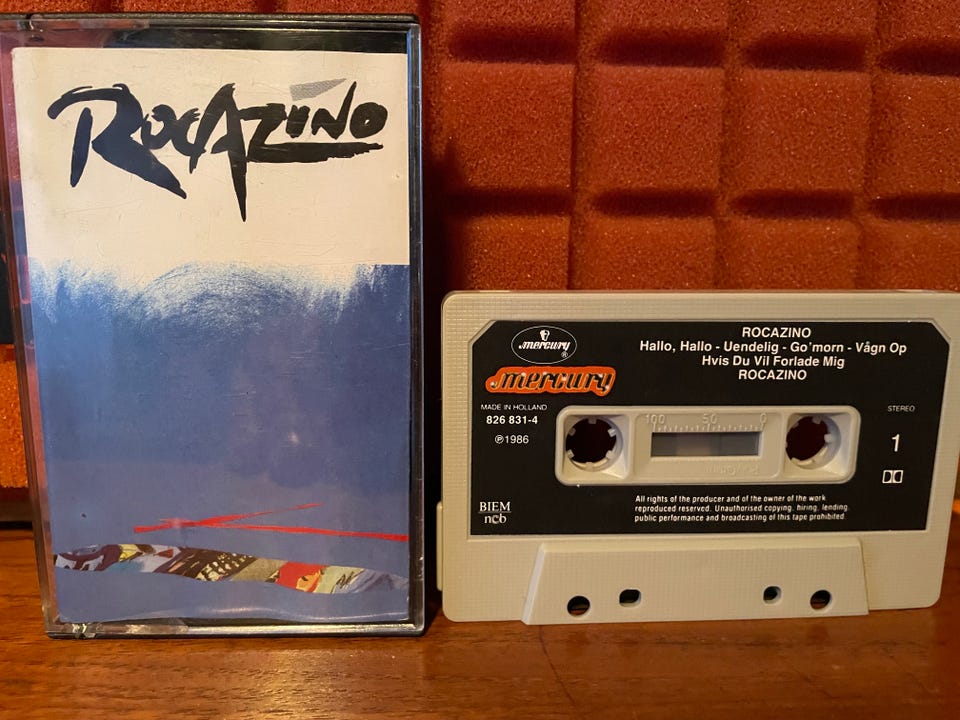 ROCAZINO
mercury ®
mercury
MADE IN HOLLAND
826 831-4
℗1986
BIEM
ncb
ROCAZINO
Hallo, Hallo - Uendelig - Go'morn - Vågn Op
Hvis Du Vil Forlade Mig
ROCAZINO
100 50 0
STEREO
1
All rights of the producer and of the owner of the work
reproduced reserved. Unauthorised copying, hiring, lending,
public performance and broadcasting of this tape prohibited.